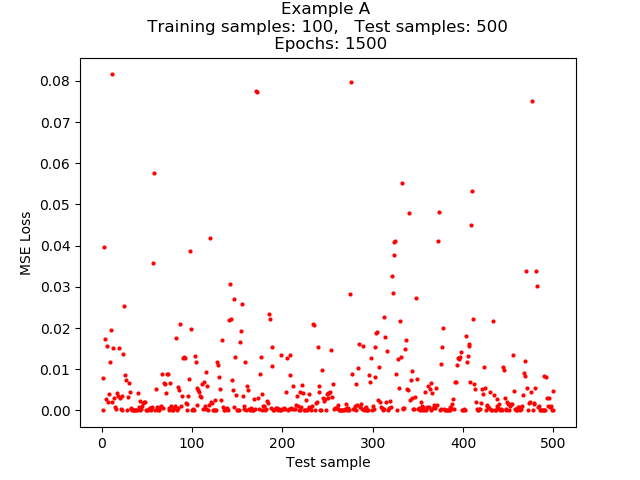 Example A
Training samples: 100,   Test samples: 500
Epochs: 1500
0.08
0.07
0.06
0.05
0.04
0.03
0.02
0.01
0.00
MSE Loss
0 100 200 300 400 500
Test sample